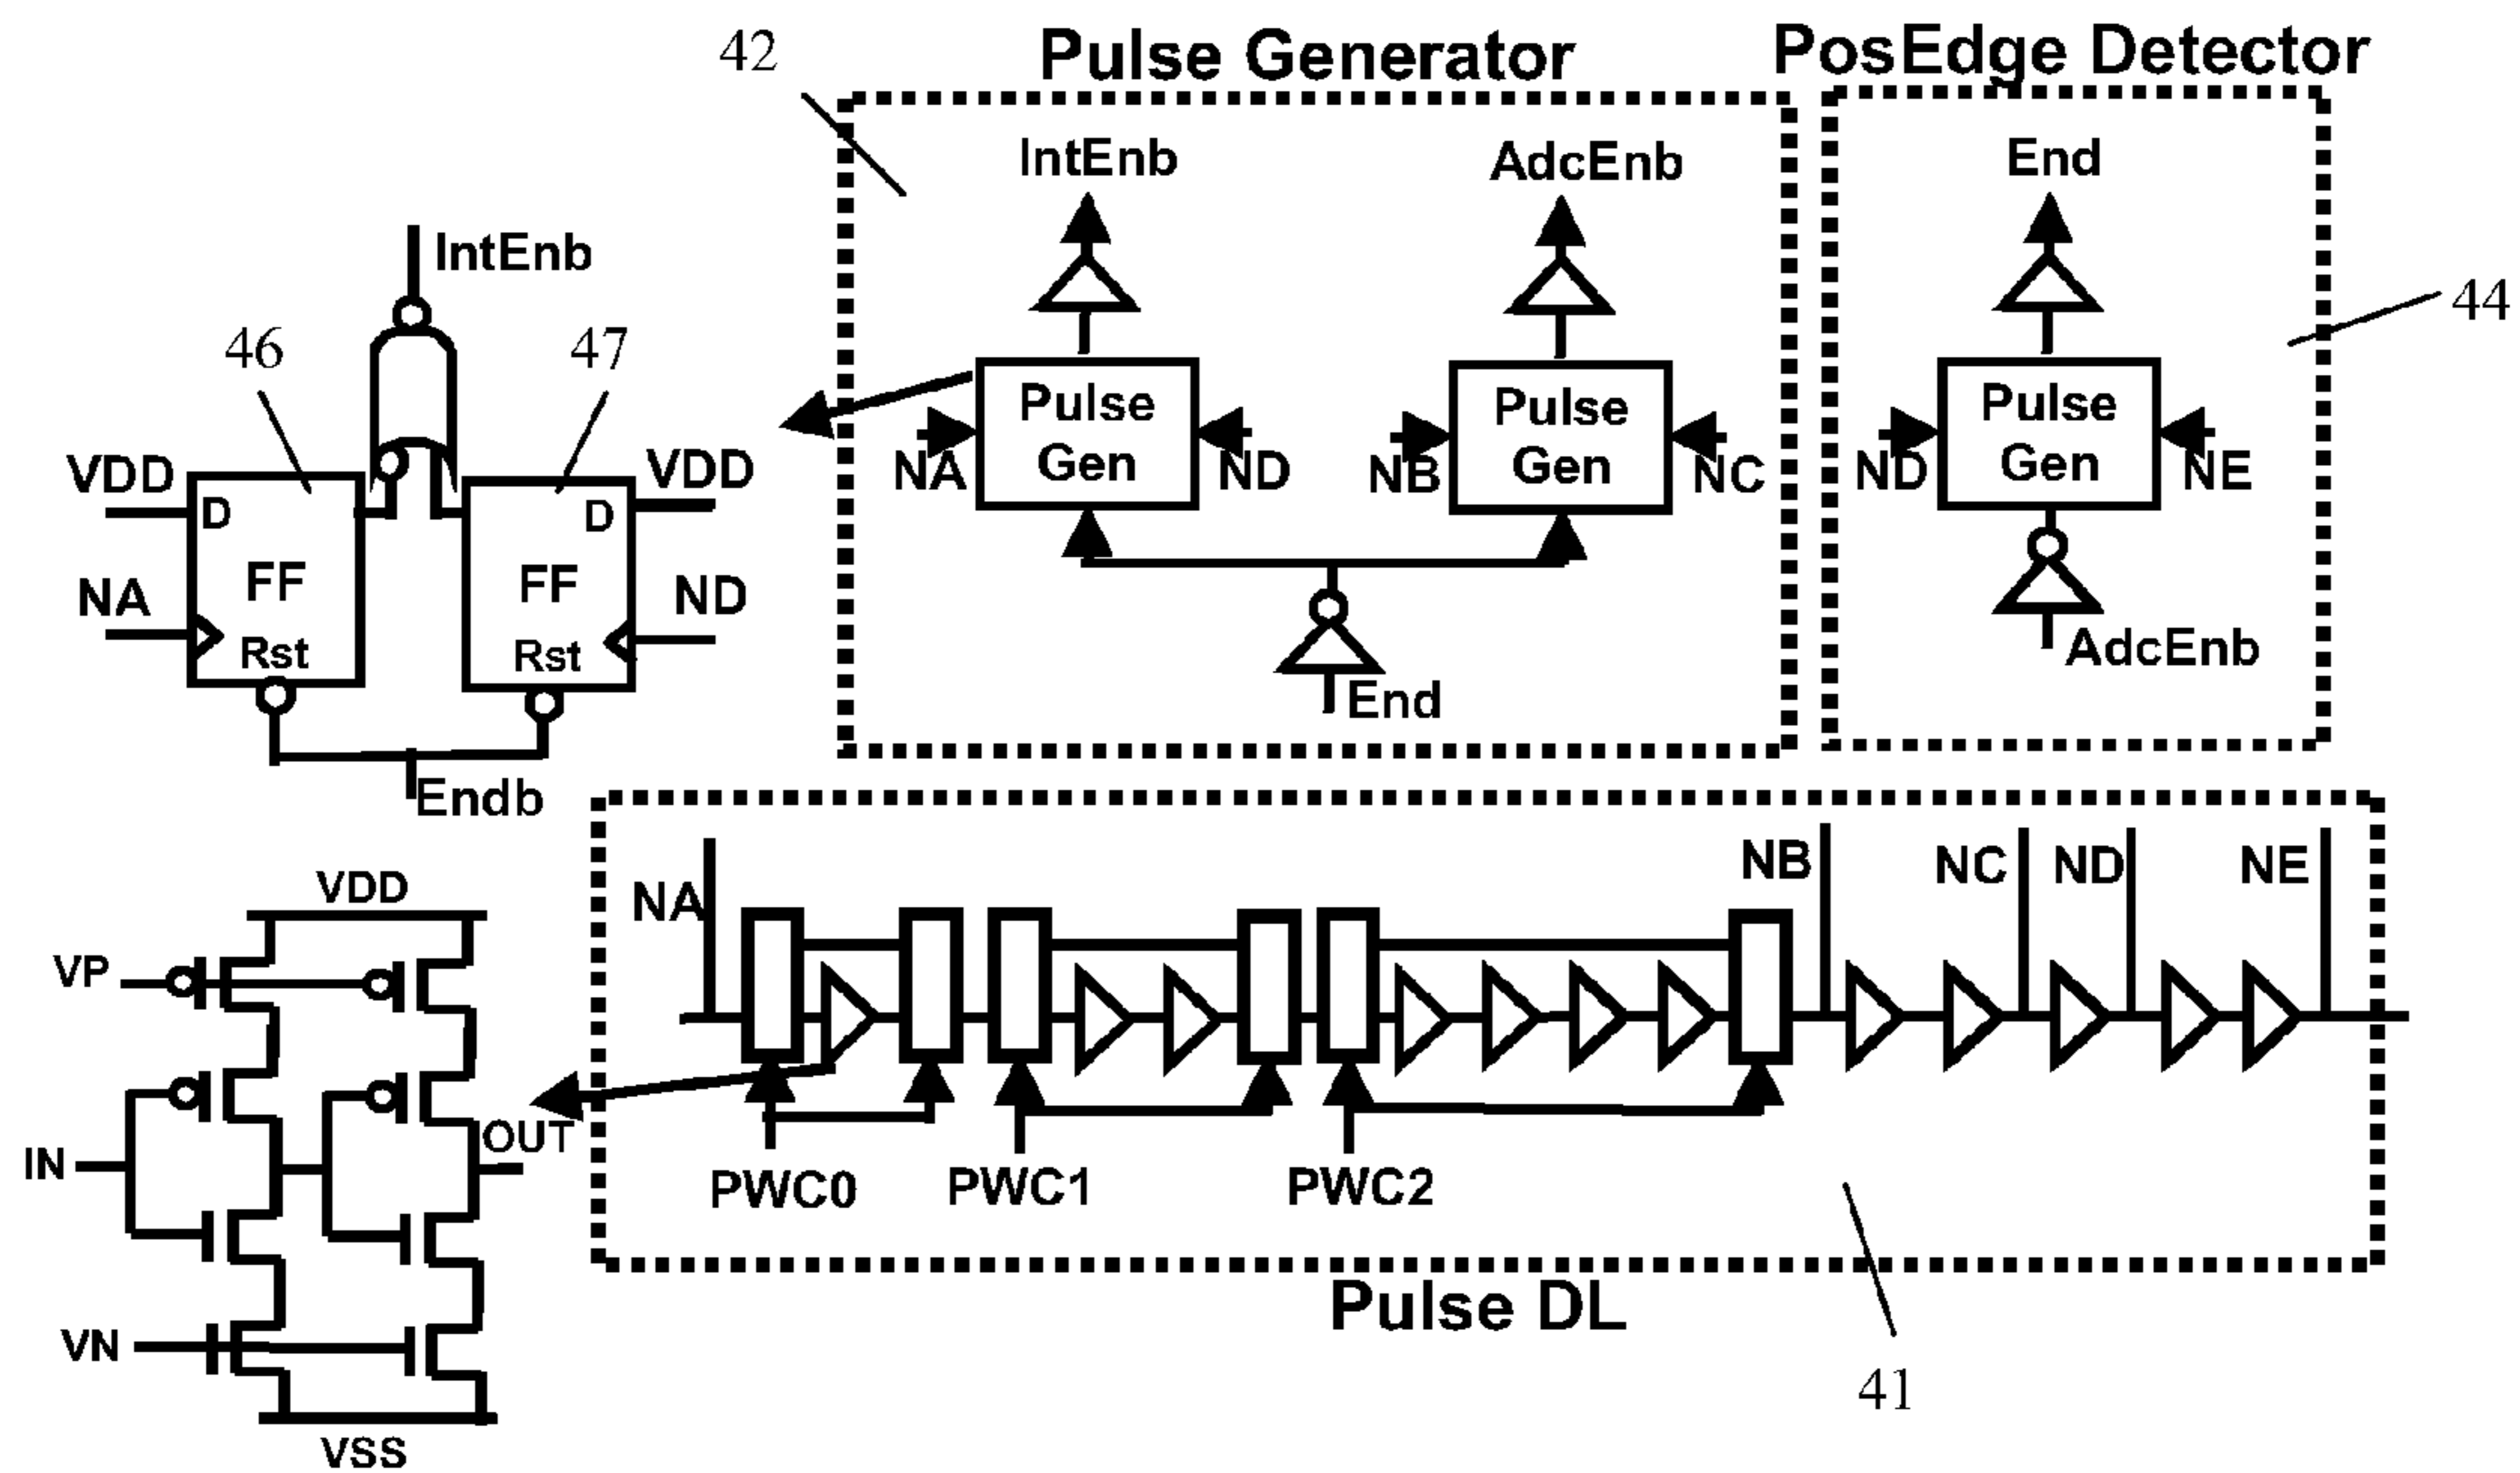 42
Pulse Generator
PosEdge Detector
IntEnb
AdcEnb
End
IntEnb
44
46
47
Pulse
Gen
Pulse
Gen
Pulse
Gen
NA
ND
NB
NC
ND
NE
VDD
D
D
VDD
NA
FF
FF
ND
Rst
Rst
End
AdcEnb
Endb
NA
NB
NC
ND
NE
VDD
VP
IN
OUT
VN
VSS
PWC0
PWC1
PWC2
Pulse DL
41